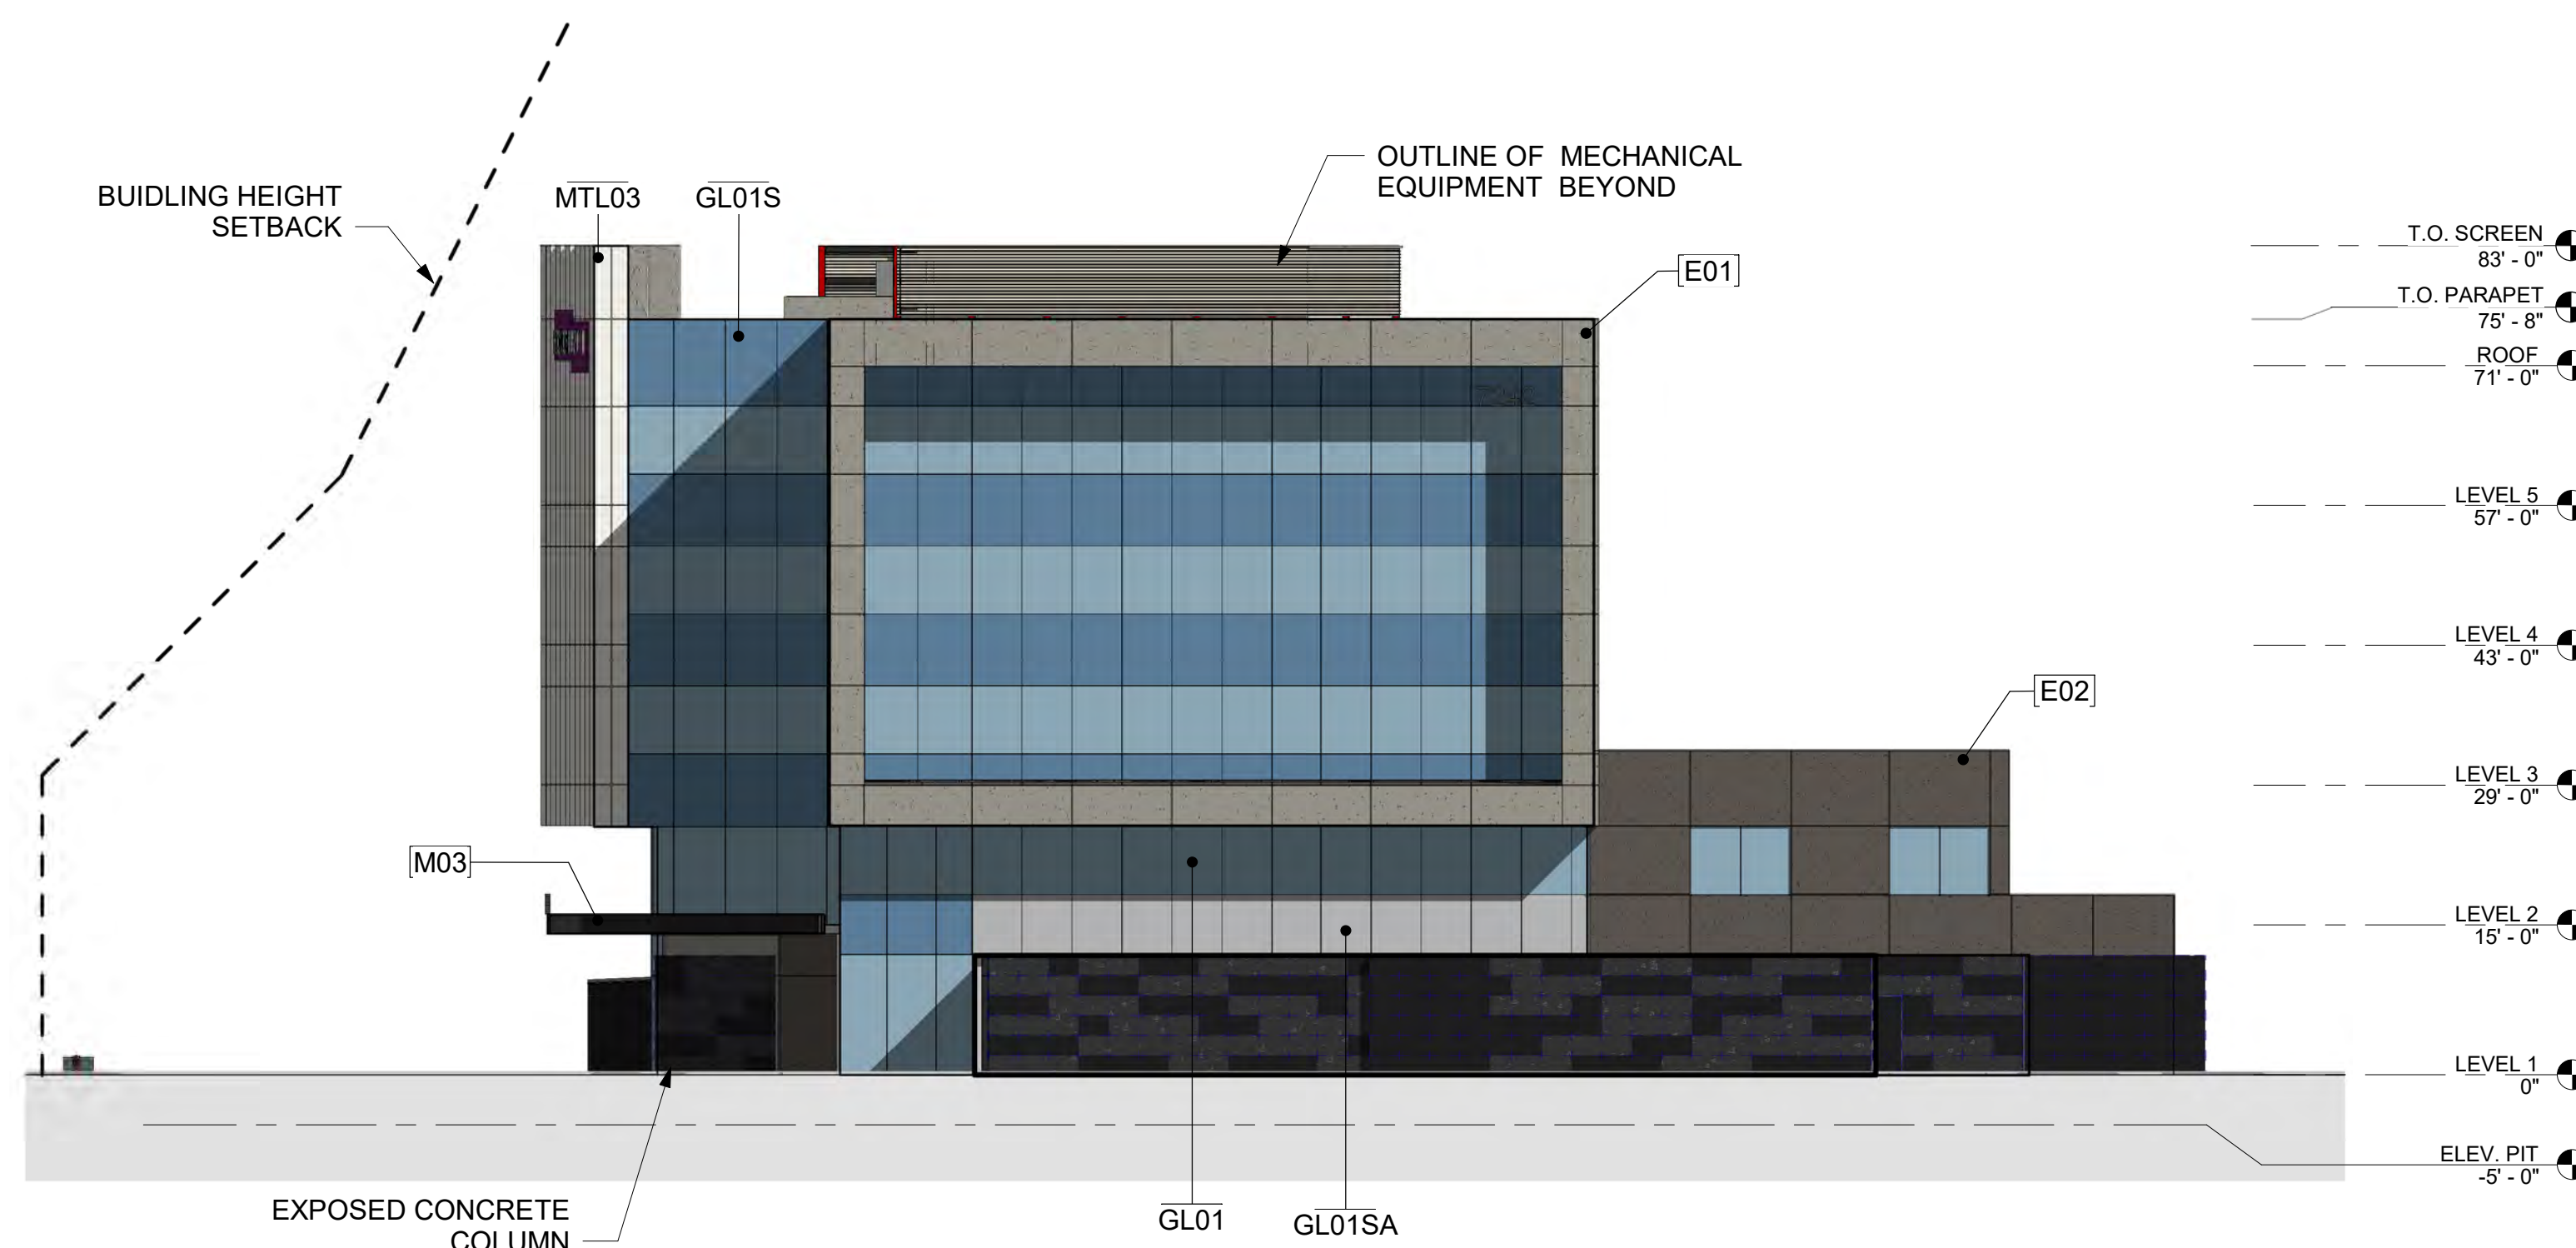 OUTLINE OF MECHANICAL
EQUIPMENT BEYOND
BUIDLING HEIGHT
SETBACK
MTL03
GL01S
T.O. SCREEN
83' - 0"
E01
T.O. PARAPET
75' - 8"
ROOF
71' - 0"
LEVEL 5
57' - 0"
LEVEL 4
43' - 0"
E02
LEVEL 3
29' - 0"
M03
LEVEL 2
15' - 0"
LEVEL 1
0"
ELEV. PIT
-5' - 0"
EXPOSED CONCRETE
COLUMN
GL01
GL01SA